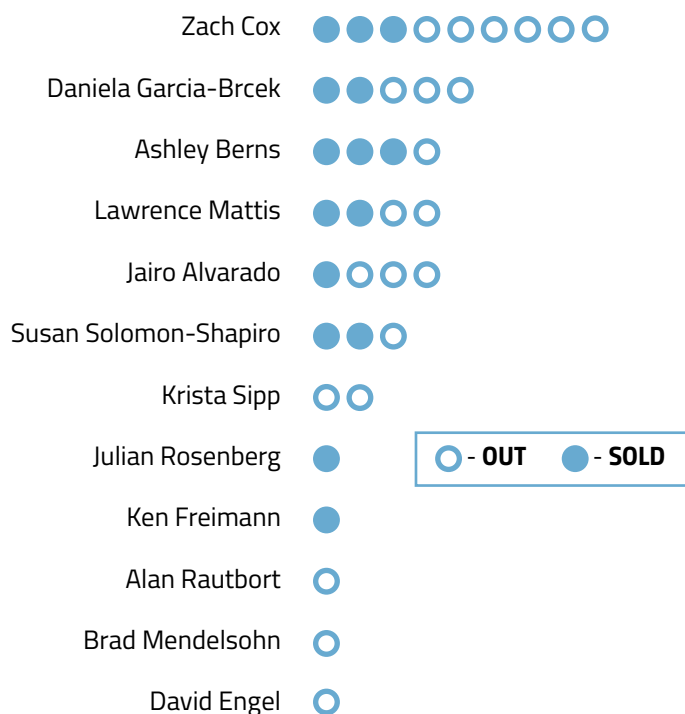 Zach Cox
Daniela Garcia-Brcek
Ashley Berns
Lawrence Mattis
Jairo Alvarado
Susan Solomon-Shapiro
Krista Sipp
Julian Rosenberg
- OUT - SOLD
Ken Freimann
Alan Rautbort
Brad Mendelsohn
David Engel